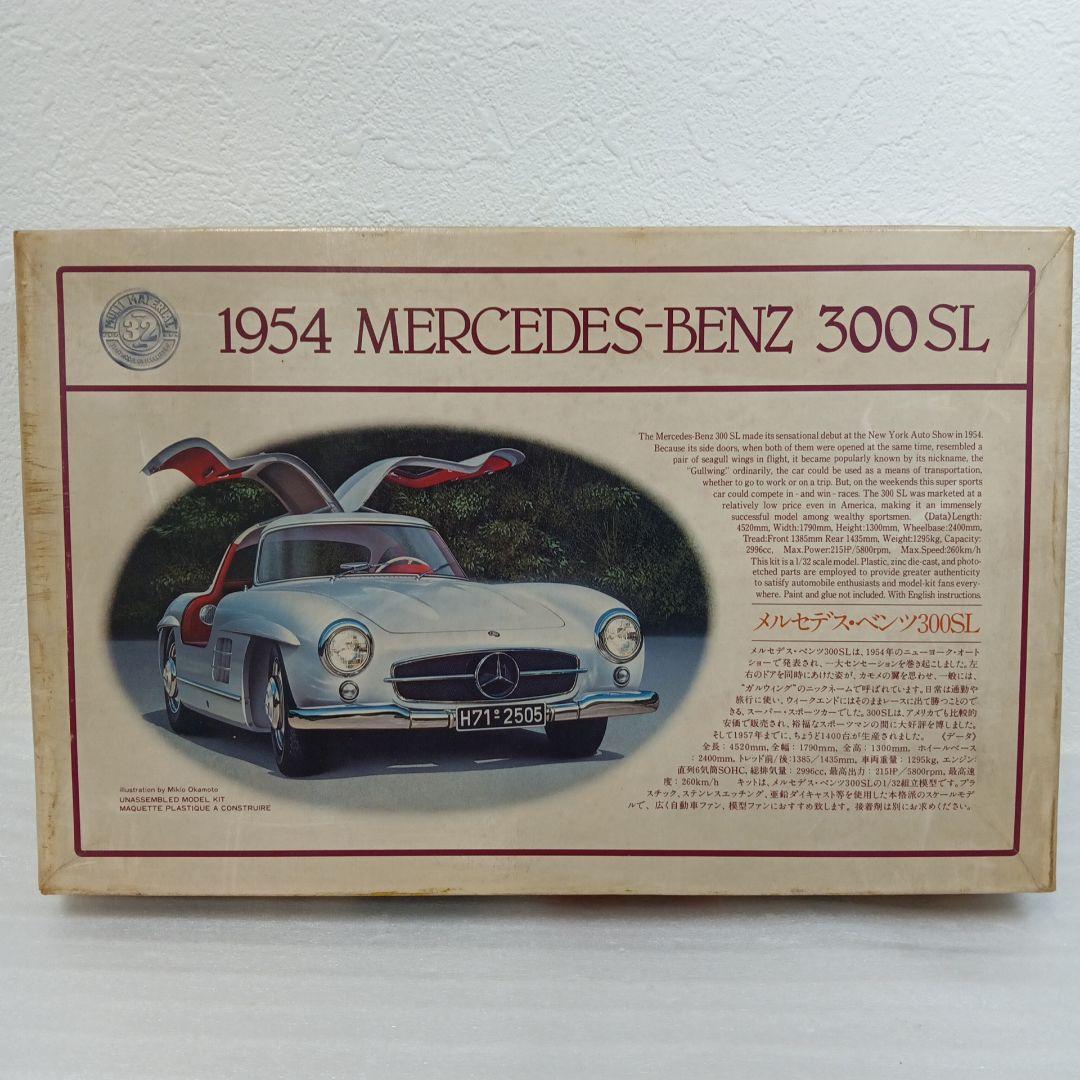 MULTI MATERIAL
32
1954 MERCEDES-BENZ 300 SL
The Mercedes-Benz 300 SL made its sensational debut at the New York Auto Show in 1954.
Because its side doors, when both of them were opened at the same time, resembled a
pair of seagull wings in flight, it became popularly known by its nickname, the
"Gullwing." ordinarily, the car could be used as a means of transportation,
whether to go to work or on a trip. But, on the weekends this super sports
car could compete in - and win - races. The 300 SL was marketed at a
relatively low price even in America, making it an immensely
successful model among wealthy sportsmen. 《Data》Length:
4520mm, Width:1790mm, Height:1300mm, Wheelbase:2400mm,
Tread:Front 1385mm Rear 1435mm, Weight:1295kg, Capacity:
2996cc, Max.Power:215HP/5800rpm, Max.Speed:260km/h
This kit is a 1/32 scale model. Plastic, zinc die-cast, and photo-
etched parts are employed to provide greater authenticity
to satisfy automobile enthusiasts and model-kit fans every-
where. Paint and glue not included. With English instructions.
メルセデス・ベンツ300SL
メルセデス・ベンツ300SLは、1954年のニューヨーク・オート
ショーで発表され、一大センセーションを巻き起こしました。左
右のドアを同時にあけた姿が、カモメの翼を思わせ、一般には、
"ガルウィング"のニックネームで呼ばれています。日常は通勤や
旅行に使い、ウィークエンドにはそのままレースに出て勝つことので
きる、スーパー・スポーツカーでした。300SLは、アメリカでも比較的
安価で販売され、裕福なスポーツマンの間に大好評を博しました。
そして1957年までに、ちょうど1400台が生産されました。 《データ》
全長：4520mm, 全幅：1790mm, 全高：1300mm, ホイールベース
：2400mm, トレッド前/後：1385/1435mm, 車両重量：1295kg, エンジン：
直列6気筒SOHC, 総排気量：2996cc, 最高出力：215HP/5800rpm, 最高速
度：260km/h キットは、メルセデス・ベンツ300SLの1/32組立模型です。プラ
スチック、ステンレスエッチング、亜鉛ダイキャスト等を使用した本格派のスケールモデ
ルで、広く自動車ファン、模型ファンにおすすめ致します。接着剤は別にお求めください。
H71-2505
illustration by Mikio Okamoto
UNASSEMBLED MODEL KIT
MAQUETTE PLASTIQUE A CONSTRUIRE